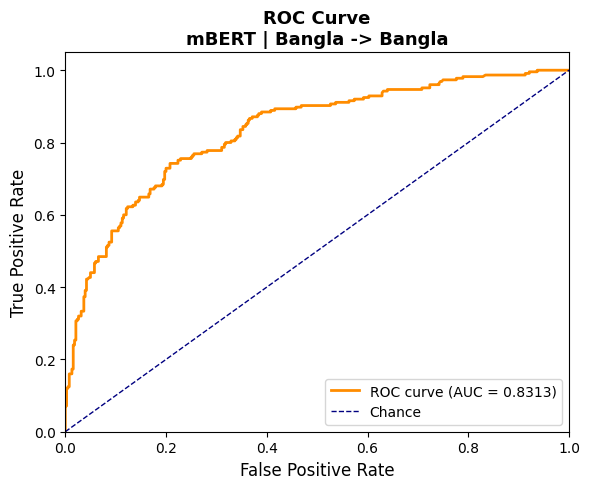 ROC Curve
mBERT | Bangla -> Bangla
True Positive Rate
1.0
0.8
0.6
0.4
0.2
0.0
ROC curve (AUC = 0.8313)
Chance
0.0 0.2 0.4 0.6 0.8 1.0
False Positive Rate